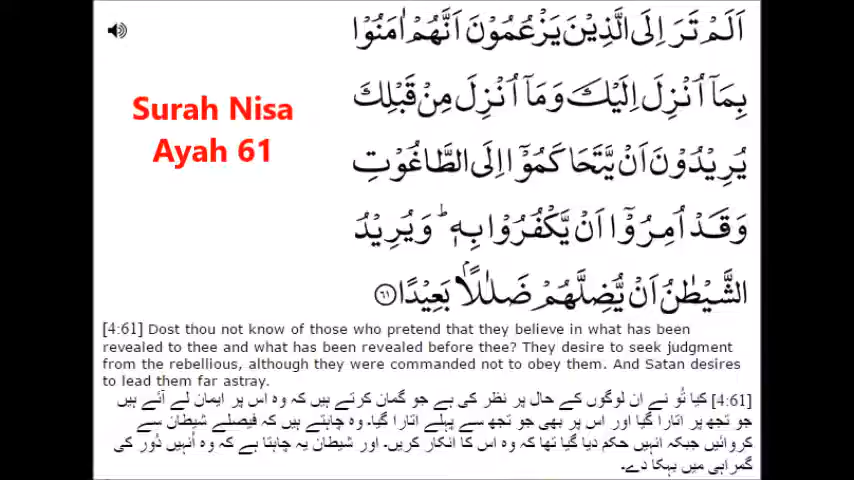 Surah Nisa
Ayah 61
اَلَمۡ تَرَ اِلَى الَّذِيۡنَ يَزۡعُمُوۡنَ اَنَّهُمۡ اٰمَنُوۡا
بِمَاۤ اُنۡزِلَ اِلَيۡكَ وَمَاۤ اُنۡزِلَ مِنۡ قَبۡلِكَ
يُرِيۡدُوۡنَ اَنۡ يَّتَحَاكَمُوۡۤا اِلَى الطَّاغُوۡتِ
وَقَدۡ اُمِرُوۡۤا اَنۡ يَّكۡفُرُوۡا بِهٖ ؕ وَيُرِيۡدُ
الشَّيۡطٰنُ اَنۡ يُّضِلَّهُمۡ ضَلٰلًاۢ بَعِيۡدًا ﴿۶۱﴾
[4:61] Dost thou not know of those who pretend that they believe in what has been
revealed to thee and what has been revealed before thee? They desire to seek judgment
from the rebellious, although they were commanded not to obey them. And Satan desires
to lead them far astray.
[4:61] کیا تُو نے ان لوگوں کے حال پر نظر کی ہے جو گمان کرتے ہیں کہ وہ اس پر ایمان لے آئے ہیں
جو تجھ پر اتارا گیا اور اس پر بھی جو تجھ سے پہلے اتارا گیا۔ وہ چاہتے ہیں کہ فیصلے شیطان سے
کروائیں جبکہ انہیں حکم دیا گیا تھا کہ وہ اس کا انکار کریں۔ اور شیطان یہ چاہتا ہے کہ وہ اُنہیں دُور کی
گمراہی میں بہکا دے۔